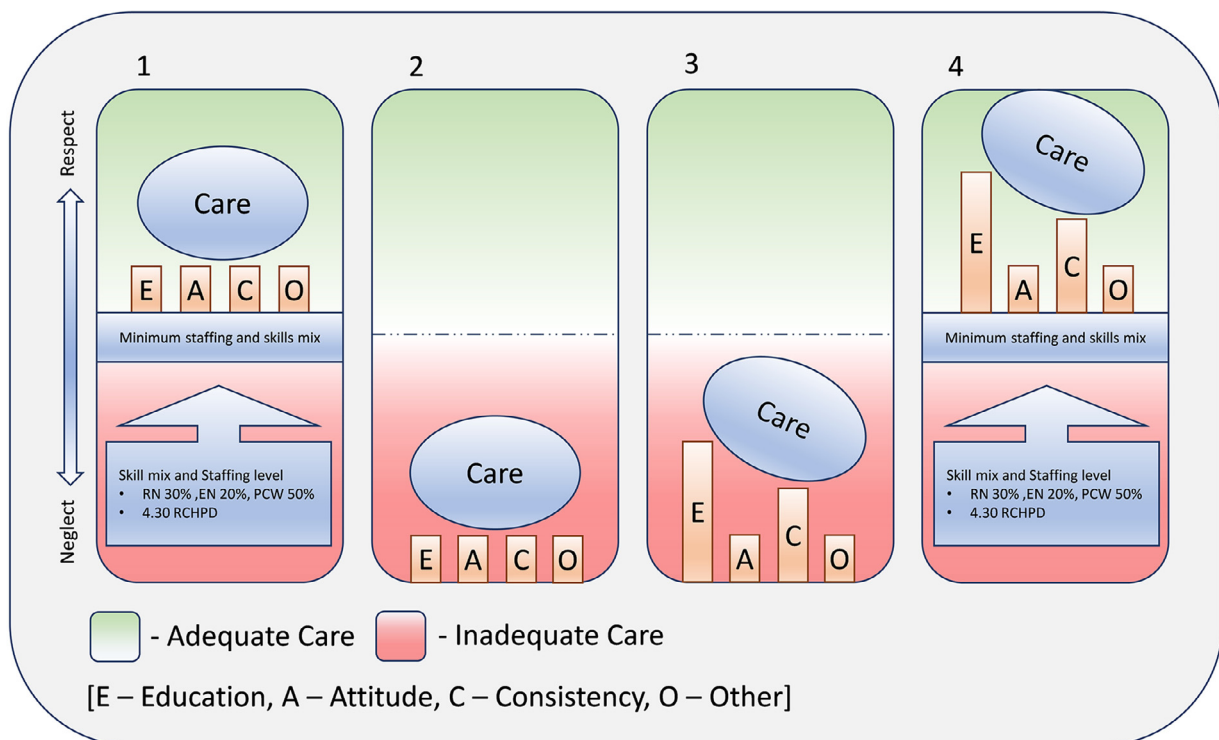 1
2
3
4
Respect
Neglect
Care
E A C O
Minimum staffing and skills mix
Skill mix and Staffing level
• RN 30% ,EN 20%, PCW 50%
• 4.30 RCHPD
Care
E A C O
Care
E
A
C
O
Care
E
A
C
O
Minimum staffing and skills mix
Skill mix and Staffing level
• RN 30% ,EN 20%, PCW 50%
• 4.30 RCHPD
- Adequate Care
- Inadequate Care
[E – Education, A – Attitude, C – Consistency, O – Other]